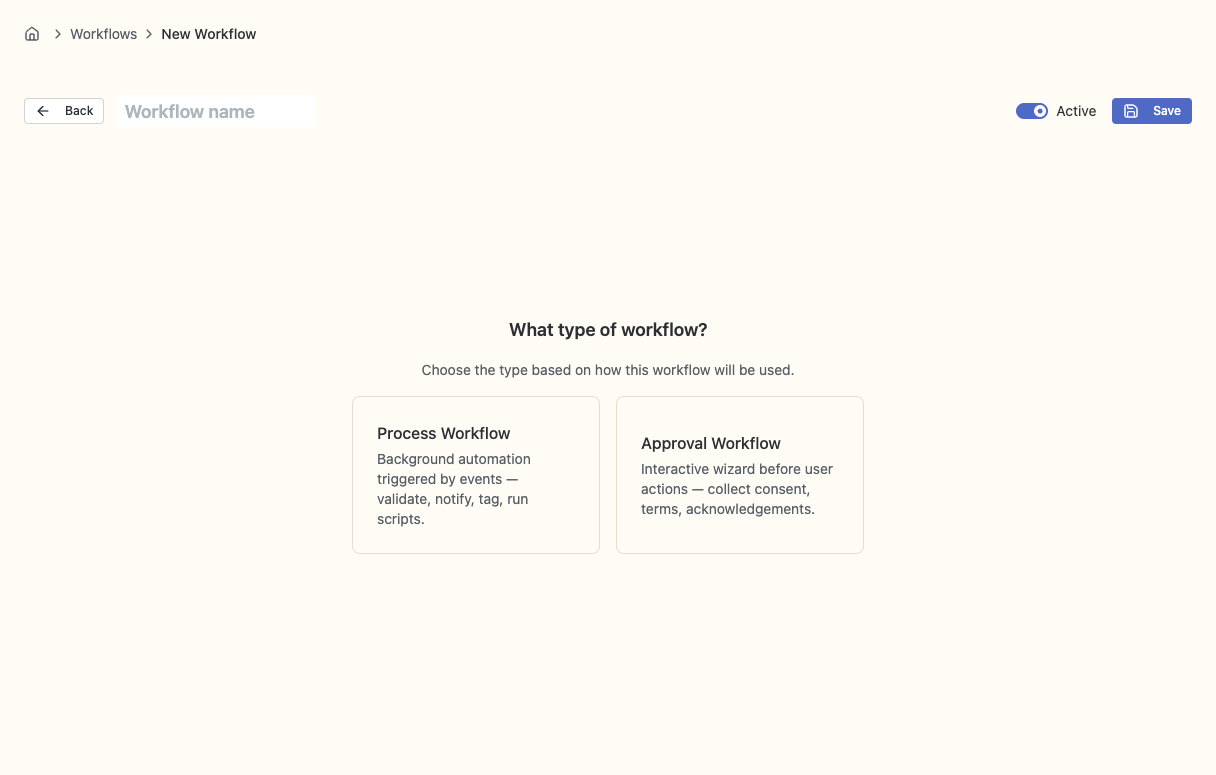 Workflows
New Workflow
Back
Workflow name
Active
Save
What type of workflow?
Choose the type based on how this workflow will be used.
Process Workflow
Background automation
triggered by events —
validate, notify, tag, run
scripts.
Approval Workflow
Interactive wizard before user
actions — collect consent,
terms, acknowledgements.